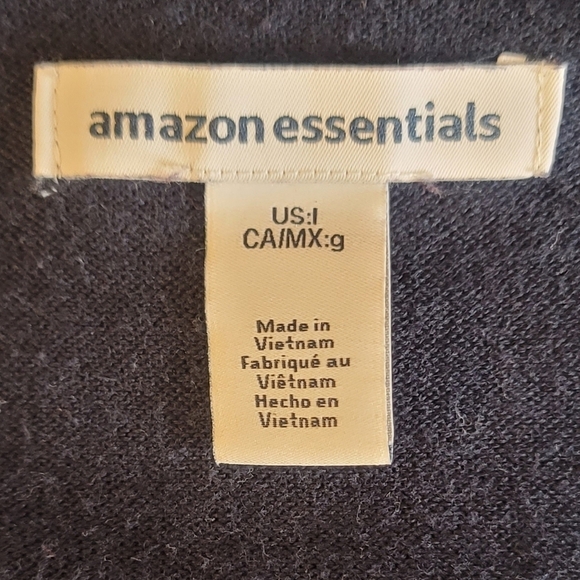 amazon essentials
US:l
CA/MX:g
Made in
Vietnam
Fabriqué au
Viêtnam
Hecho en
Vietnam